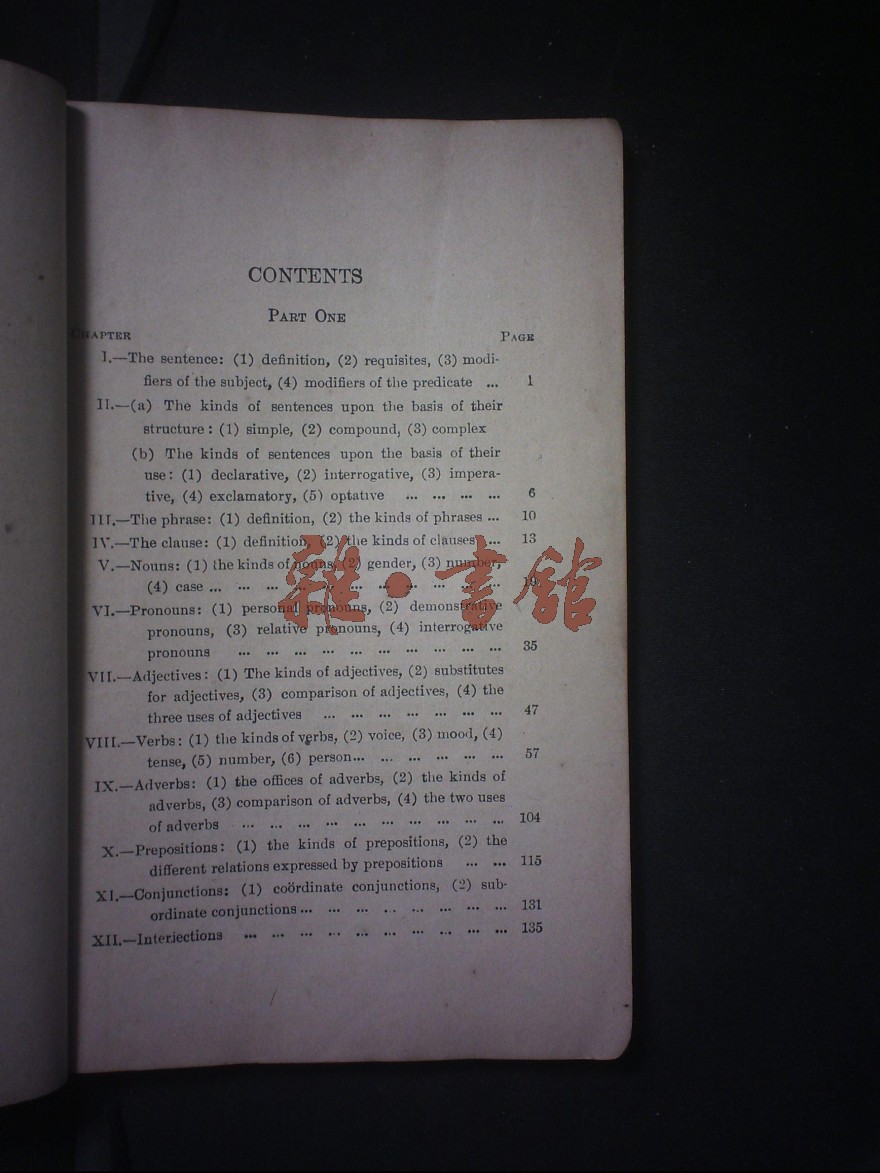 CONTENTS
PART ONE
CHAPTER PAGE
I.—The sentence: (1) definition, (2) requisites, (3) modi-
fiers of the subject, (4) modifiers of the predicate ... 1
II.—(a) The kinds of sentences upon the basis of their
structure: (1) simple, (2) compound, (3) complex
(b) The kinds of sentences upon the basis of their
use: (1) declarative, (2) interrogative, (3) impera-
tive, (4) exclamatory, (5) optative ... ... ... ... 6
III.—The phrase: (1) definition, (2) the kinds of phrases ... 10
IV.—The clause: (1) definition, (2) the kinds of clauses ... 13
V.—Nouns: (1) the kinds of nouns, (2) gender, (3) number,
(4) case ... ... ... ... ... ... ... ... ... ... ... 19
雜·書館
VI.—Pronouns: (1) personal pronouns, (2) demonstrative
pronouns, (3) relative pronouns, (4) interrogative
pronouns ... ... ... ... ... ... ... ... ... ... 35
VII.—Adjectives: (1) The kinds of adjectives, (2) substitutes
for adjectives, (3) comparison of adjectives, (4) the
three uses of adjectives ... ... ... ... ... ... ... 47
VIII.—Verbs: (1) the kinds of verbs, (2) voice, (3) mood, (4)
tense, (5) number, (6) person... ... ... ... ... ... 57
IX.—Adverbs: (1) the offices of adverbs, (2) the kinds of
adverbs, (3) comparison of adverbs, (4) the two uses
of adverbs ... ... ... ... ... ... ... ... ... ... 104
X.—Prepositions: (1) the kinds of prepositions, (2) the
different relations expressed by prepositions ... ... 115
XI.—Conjunctions: (1) coördinate conjunctions, (2) sub-
ordinate conjunctions ... ... ... ... ... ... ... ... 131
XII.—Interjections ... ... ... ... ... ... ... ... ... ... 135